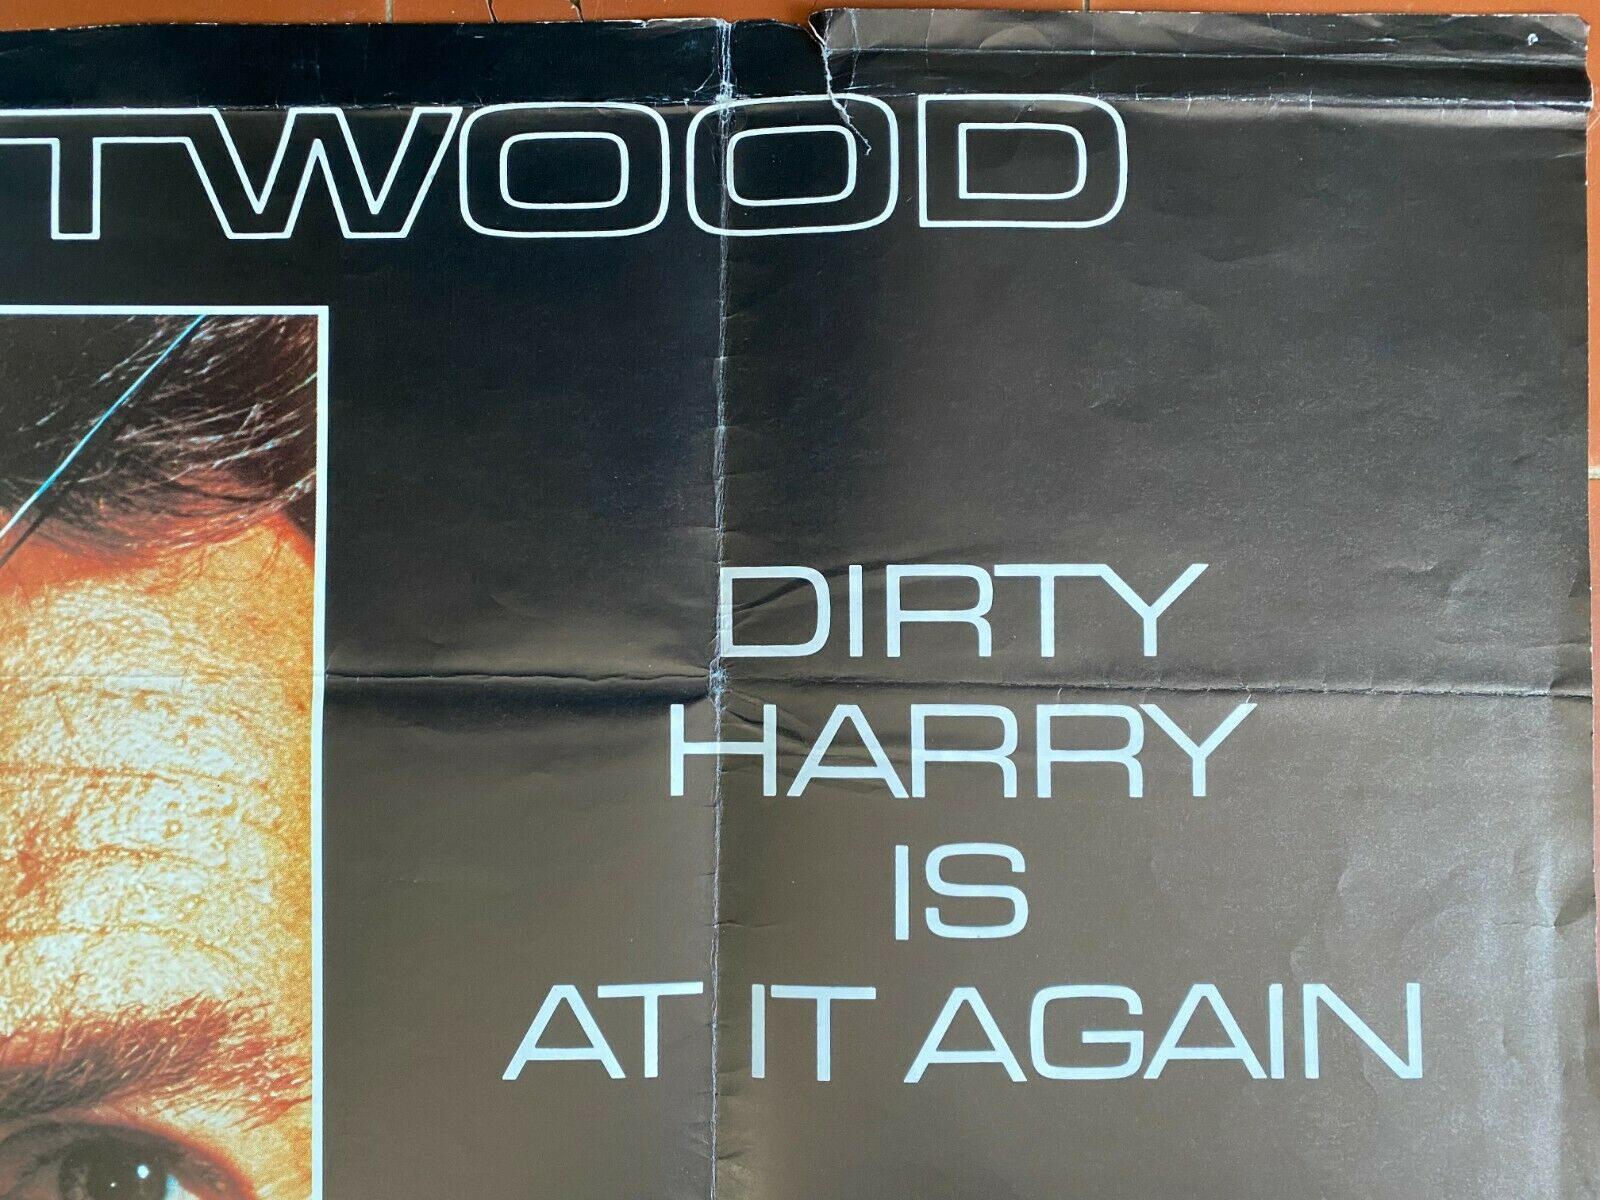 TWOOD
DIRTY
HARRY
IS
AT IT AGAIN